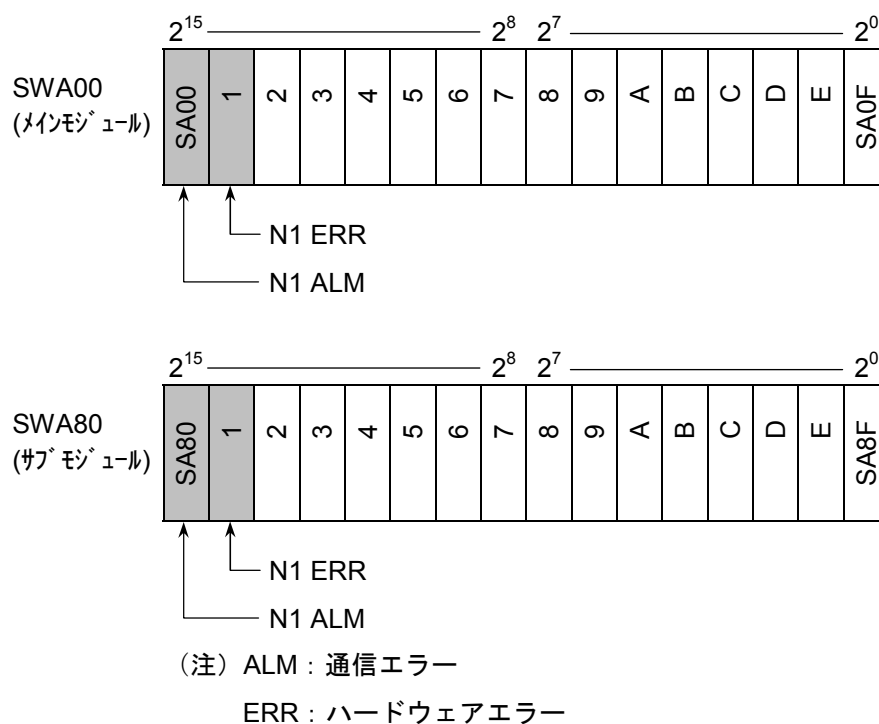 2¹⁵ 2⁸ 2⁷ 2⁰
SWA00
(ﾒｲﾝﾓｼﾞｭｰﾙ)
SA00 1 2 3 4 5 6 7 8 9 A B C D E SA0F
N1 ERR
N1 ALM
2¹⁵ 2⁸ 2⁷ 2⁰
SWA80
(ｻﾌﾞﾓｼﾞｭｰﾙ)
SA80 1 2 3 4 5 6 7 8 9 A B C D E SA8F
N1 ERR
N1 ALM
（注）ALM：通信エラー
ERR：ハードウェアエラー